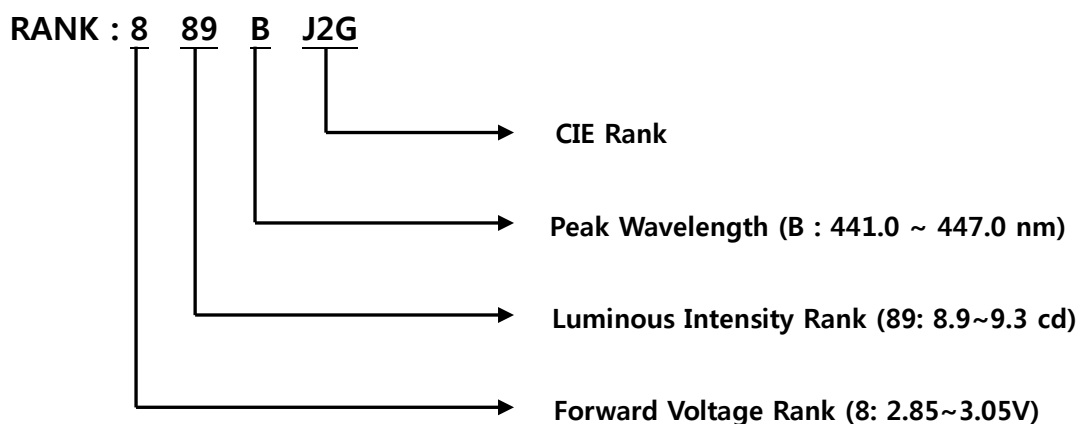 RANK : 8 89 B J2G
CIE Rank
Peak Wavelength (B : 441.0 ~ 447.0 nm)
Luminous Intensity Rank (89: 8.9~9.3 cd)
Forward Voltage Rank (8: 2.85~3.05V)